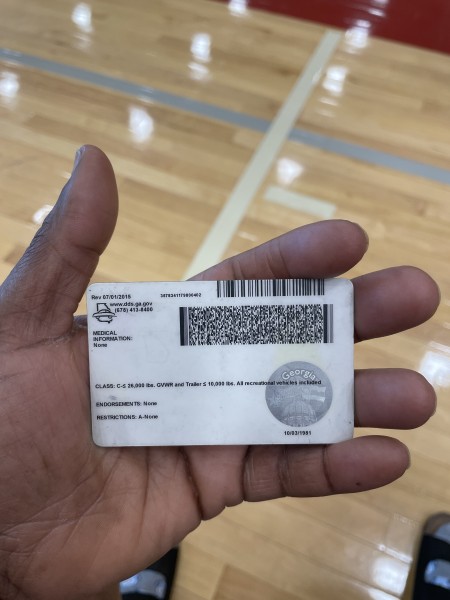 Rev 07/01/2019
www.dds.ga.gov
(678) 413-8400
MEDICAL
INFORMATION:
None
CLASS: C-≤ 26,000 lbs. GVWR and Trailer ≤ 10,000 lbs. All recreational vehicles included
ENDORSEMENTS: None
RESTRICTIONS: A-None
Georgia
10/03/1981